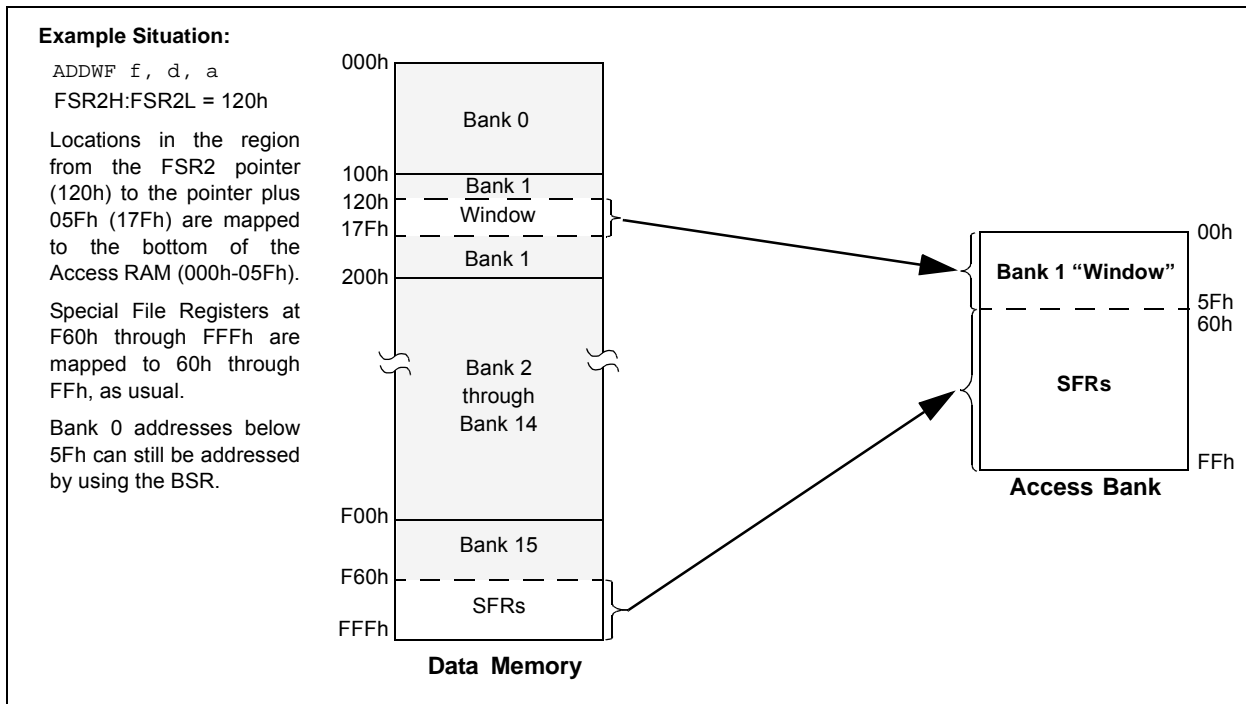 Example Situation:
ADDWF f, d, a
FSR2H:FSR2L = 120h
Locations in the region
from the FSR2 pointer
(120h) to the pointer plus
05Fh (17Fh) are mapped
to the bottom of the
Access RAM (000h-05Fh).
Special File Registers at
F60h through FFFh are
mapped to 60h through
FFh, as usual.
Bank 0 addresses below
5Fh can still be addressed
by using the BSR.
000h
Bank 0
100h
Bank 1
120h
Window
17Fh
Bank 1
200h
Bank 2
through
Bank 14
F00h
Bank 15
F60h
SFRs
FFFh
Data Memory
00h
Bank 1 “Window”
5Fh
60h
SFRs
FFh
Access Bank